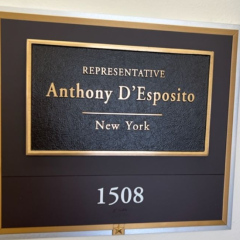 REPRESENTATIVE
Anthony D'Esposito
New York
1508